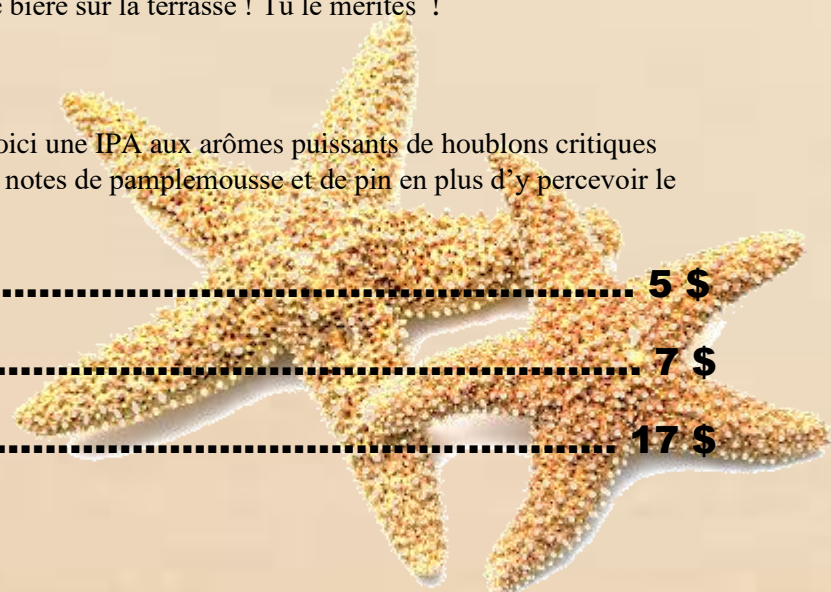 bière sur la terrasse ! Tu le mérites !
oici une IPA aux arômes puissants de houblons critiques
notes de pamplemousse et de pin en plus d’y percevoir le
5 $
7 $
17 $